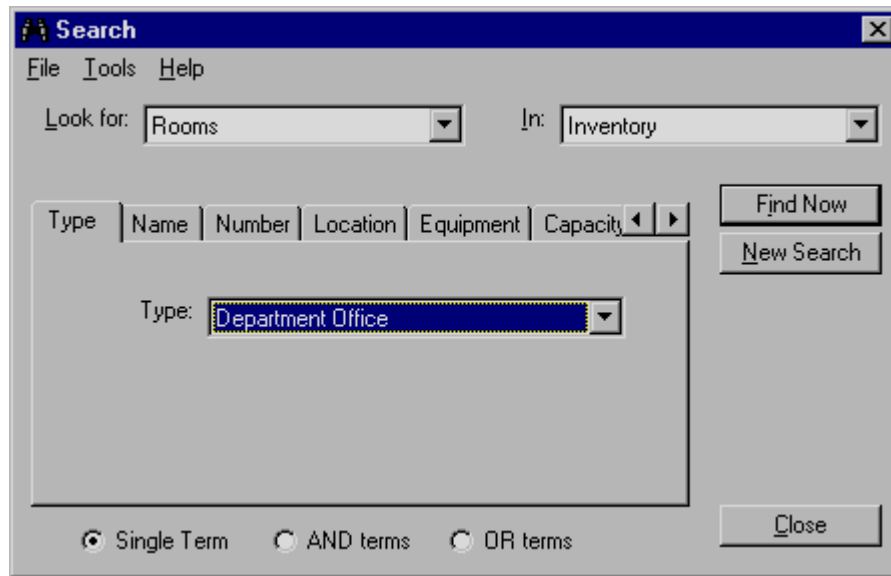 Search
File Tools Help
Look for: Rooms In: Inventory
Type Name Number Location Equipment Capacity
Find Now
New Search
Type: Department Office
Close
Single Term AND terms OR terms